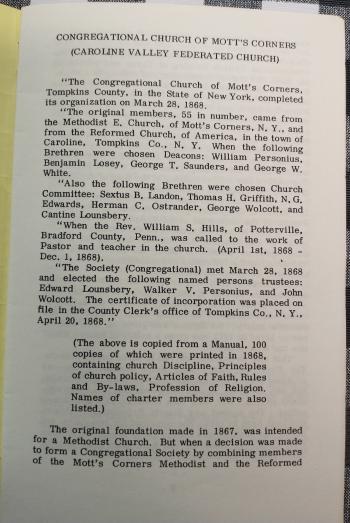 CONGREGATIONAL CHURCH OF MOTT'S CORNERS
(CAROLINE VALLEY FEDERATED CHURCH)
"The Congregational Church of Mott's Corners,
Tompkins County, in the State of New York, completed
its organization on March 28, 1868.
"The original members, 55 in number, came from
the Methodist E. Church, of Mott's Corners, N. Y., and
from the Reformed Church, of America, in the town of
Caroline, Tompkins Co., N. Y. When the following
Brethren were chosen Deacons: William Personius,
Benjamin Losey, George T. Saunders, and George W.
White.
"Also the following Brethren were chosen Church
Committee: Sextus B. Landon, Thomas H. Griffith, N. G.
Edwards, Herman C. Ostrander, George Wolcott, and
Cantine Lounsbery.
"When the Rev. William S. Hills, of Potterville,
Bradford County, Penn., was called to the work of
Pastor and teacher in the church. (April 1st, 1868 -
Dec. 1, 1868).
"The Society (Congregational) met March 28, 1868
and elected the following named persons trustees:
Edward Lounsbery, Walker V. Personius, and John
Wolcott. The certificate of incorporation was placed on
file in the County Clerk's office of Tompkins Co., N. Y.,
April 20, 1868."
(The above is copied from a Manual, 100
copies of which were printed in 1868,
containing church Discipline, Principles
of church policy, Articles of Faith, Rules
and By-laws, Profession of Religion.
Names of charter members were also
listed.)
The original foundation made in 1867, was intended
for a Methodist Church. But when a decision was made
to form a Congregational Society by combining members
of the Mott's Corners Methodist and the Reformed